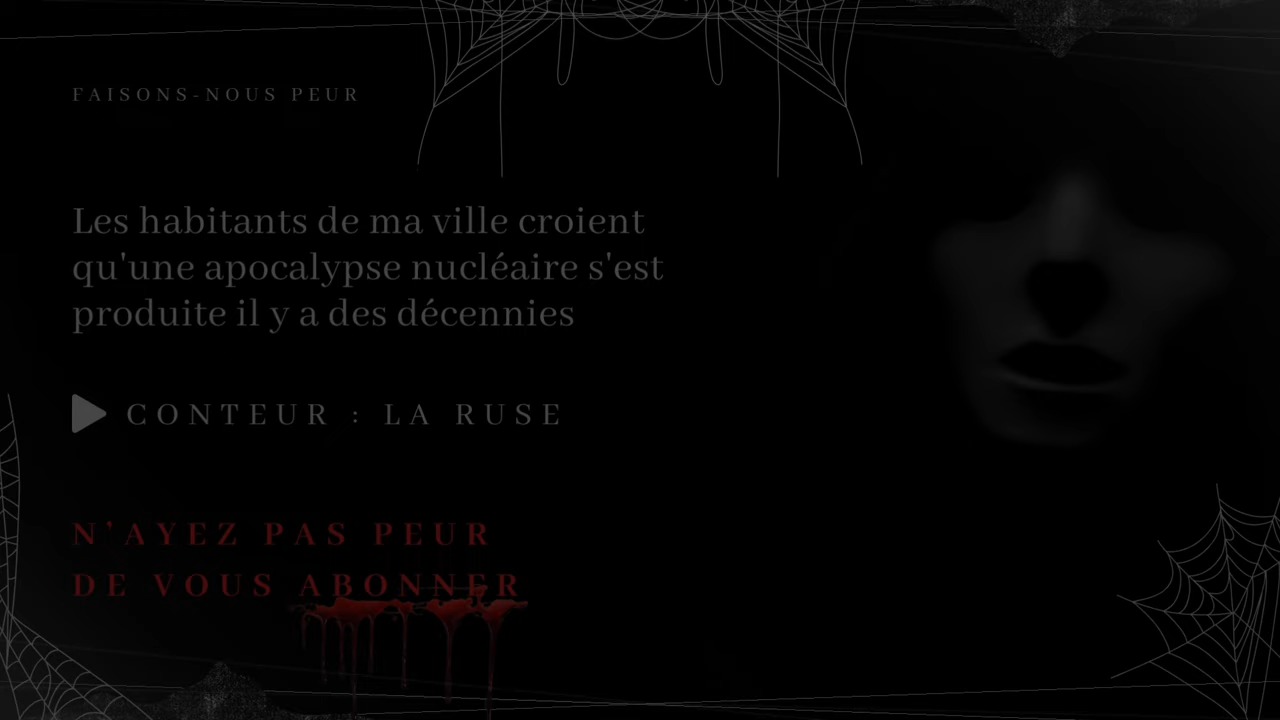 FAISONS-NOUS PEUR
Les habitants de ma ville croient
qu'une apocalypse nucléaire s'est
produite il y a des décennies
CONTEUR : LA RUSE
N'AYEZ PAS PEUR
DE VOUS ABONNER